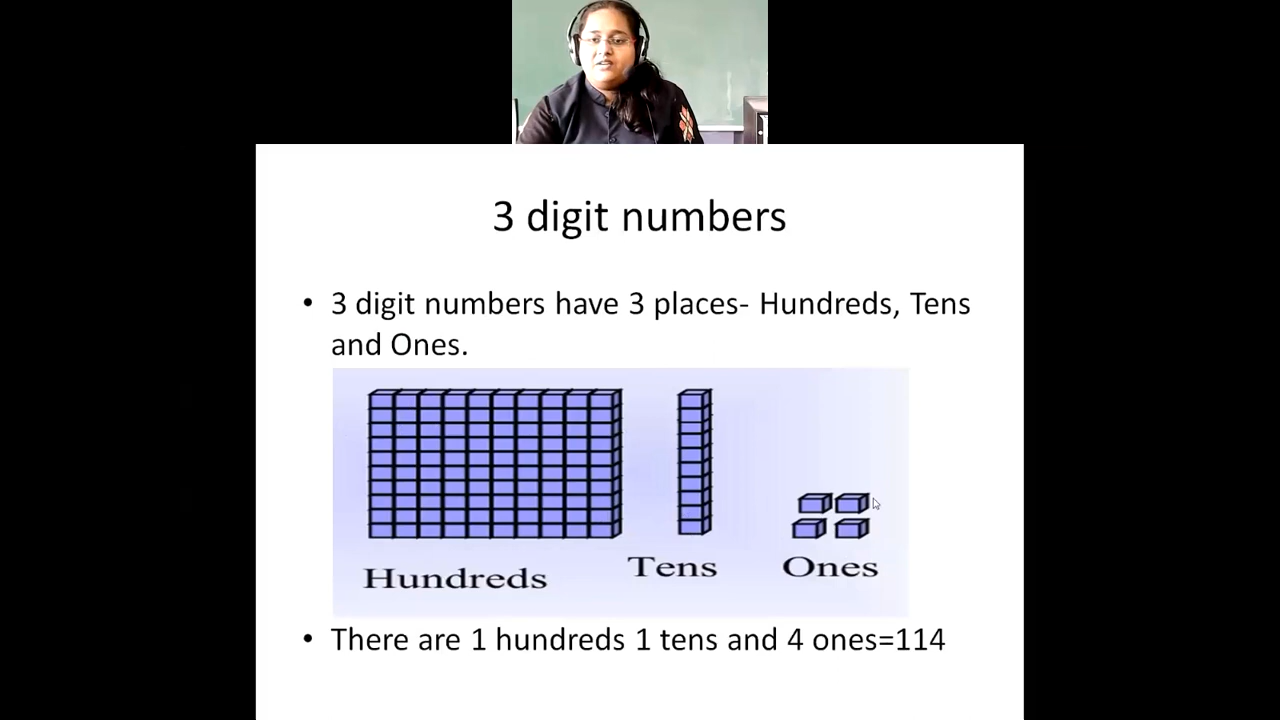 3 digit numbers
• 3 digit numbers have 3 places- Hundreds, Tens
and Ones.
Hundreds
Tens
Ones
• There are 1 hundreds 1 tens and 4 ones=114